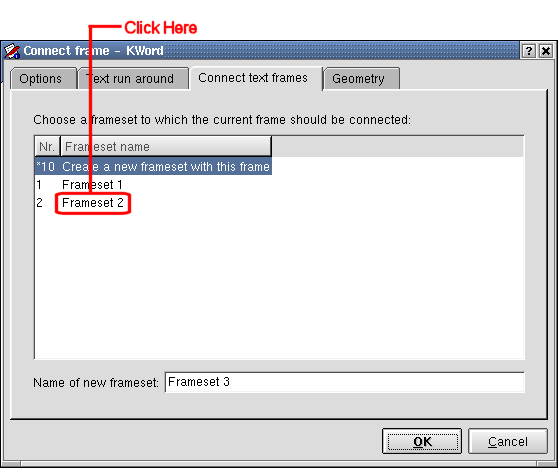 Click Here
Connect frame - KWord
Options Text run around Connect text frames Geometry
Choose a frameset to which the current frame should be connected:
Nr. Frameset name
*10 Create a new frameset with this frame
1 Frameset 1
2 Frameset 2
Name of new frameset: Frameset 3
OK Cancel